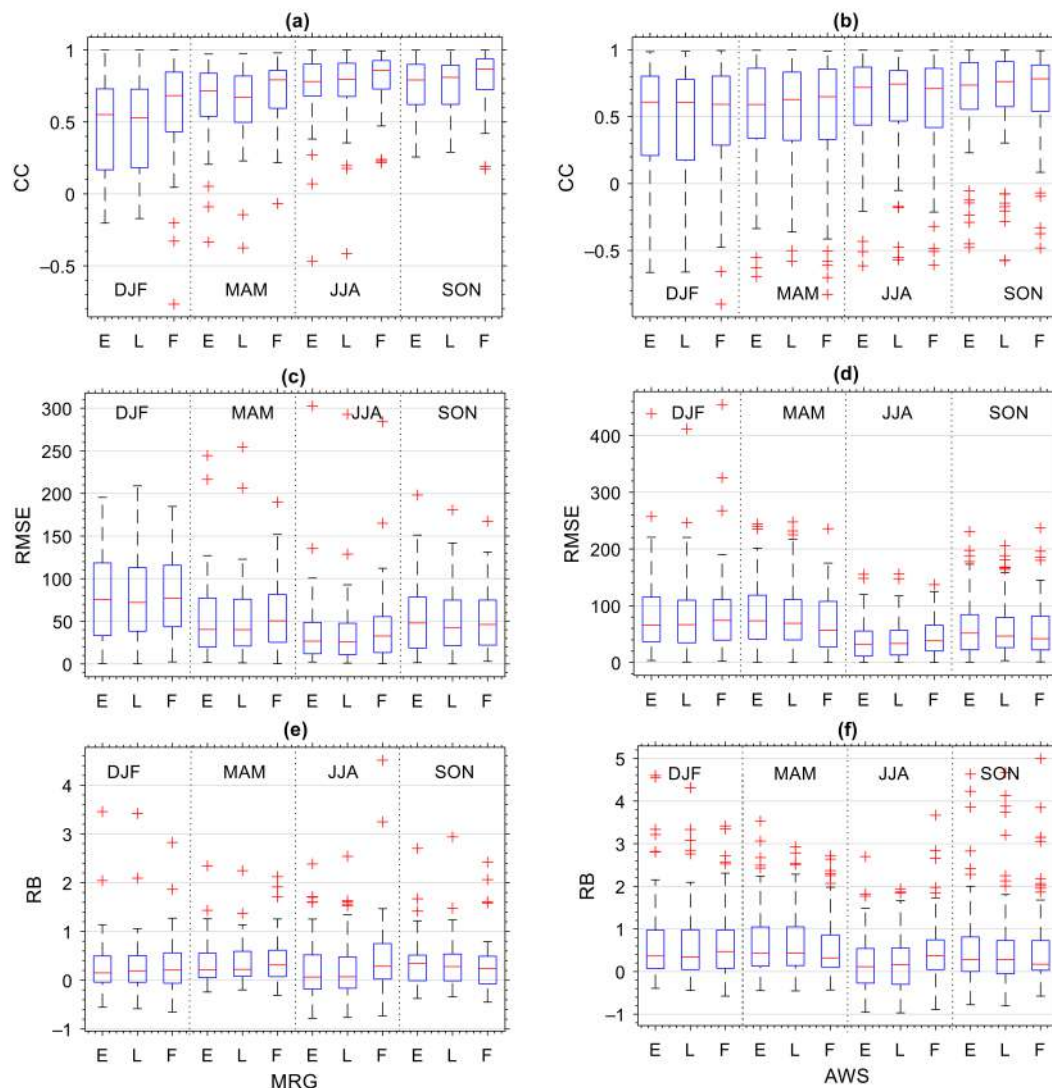 (a) (b)
1 1
0.5 0.5
CC CC
0 0
–0.5 –0.5
DJF MAM JJA SON DJF MAM JJA SON
E L F E L F E L F E L F E L F E L F E L F E L F
(c) (d)
300 DJF MAM JJA SON DJF MAM JJA SON
250 400
200 300
RMSE RMSE
150 200
100 100
50
0 0
E L F E L F E L F E L F E L F E L F E L F E L F
(e) (f)
DJF MAM JJA SON DJF MAM JJA SON
4 5
3 4
2 3
RB RB
1 2
0 1
–1 0
–1
E L F E L F E L F E L F E L F E L F E L F E L F
MRG AWS